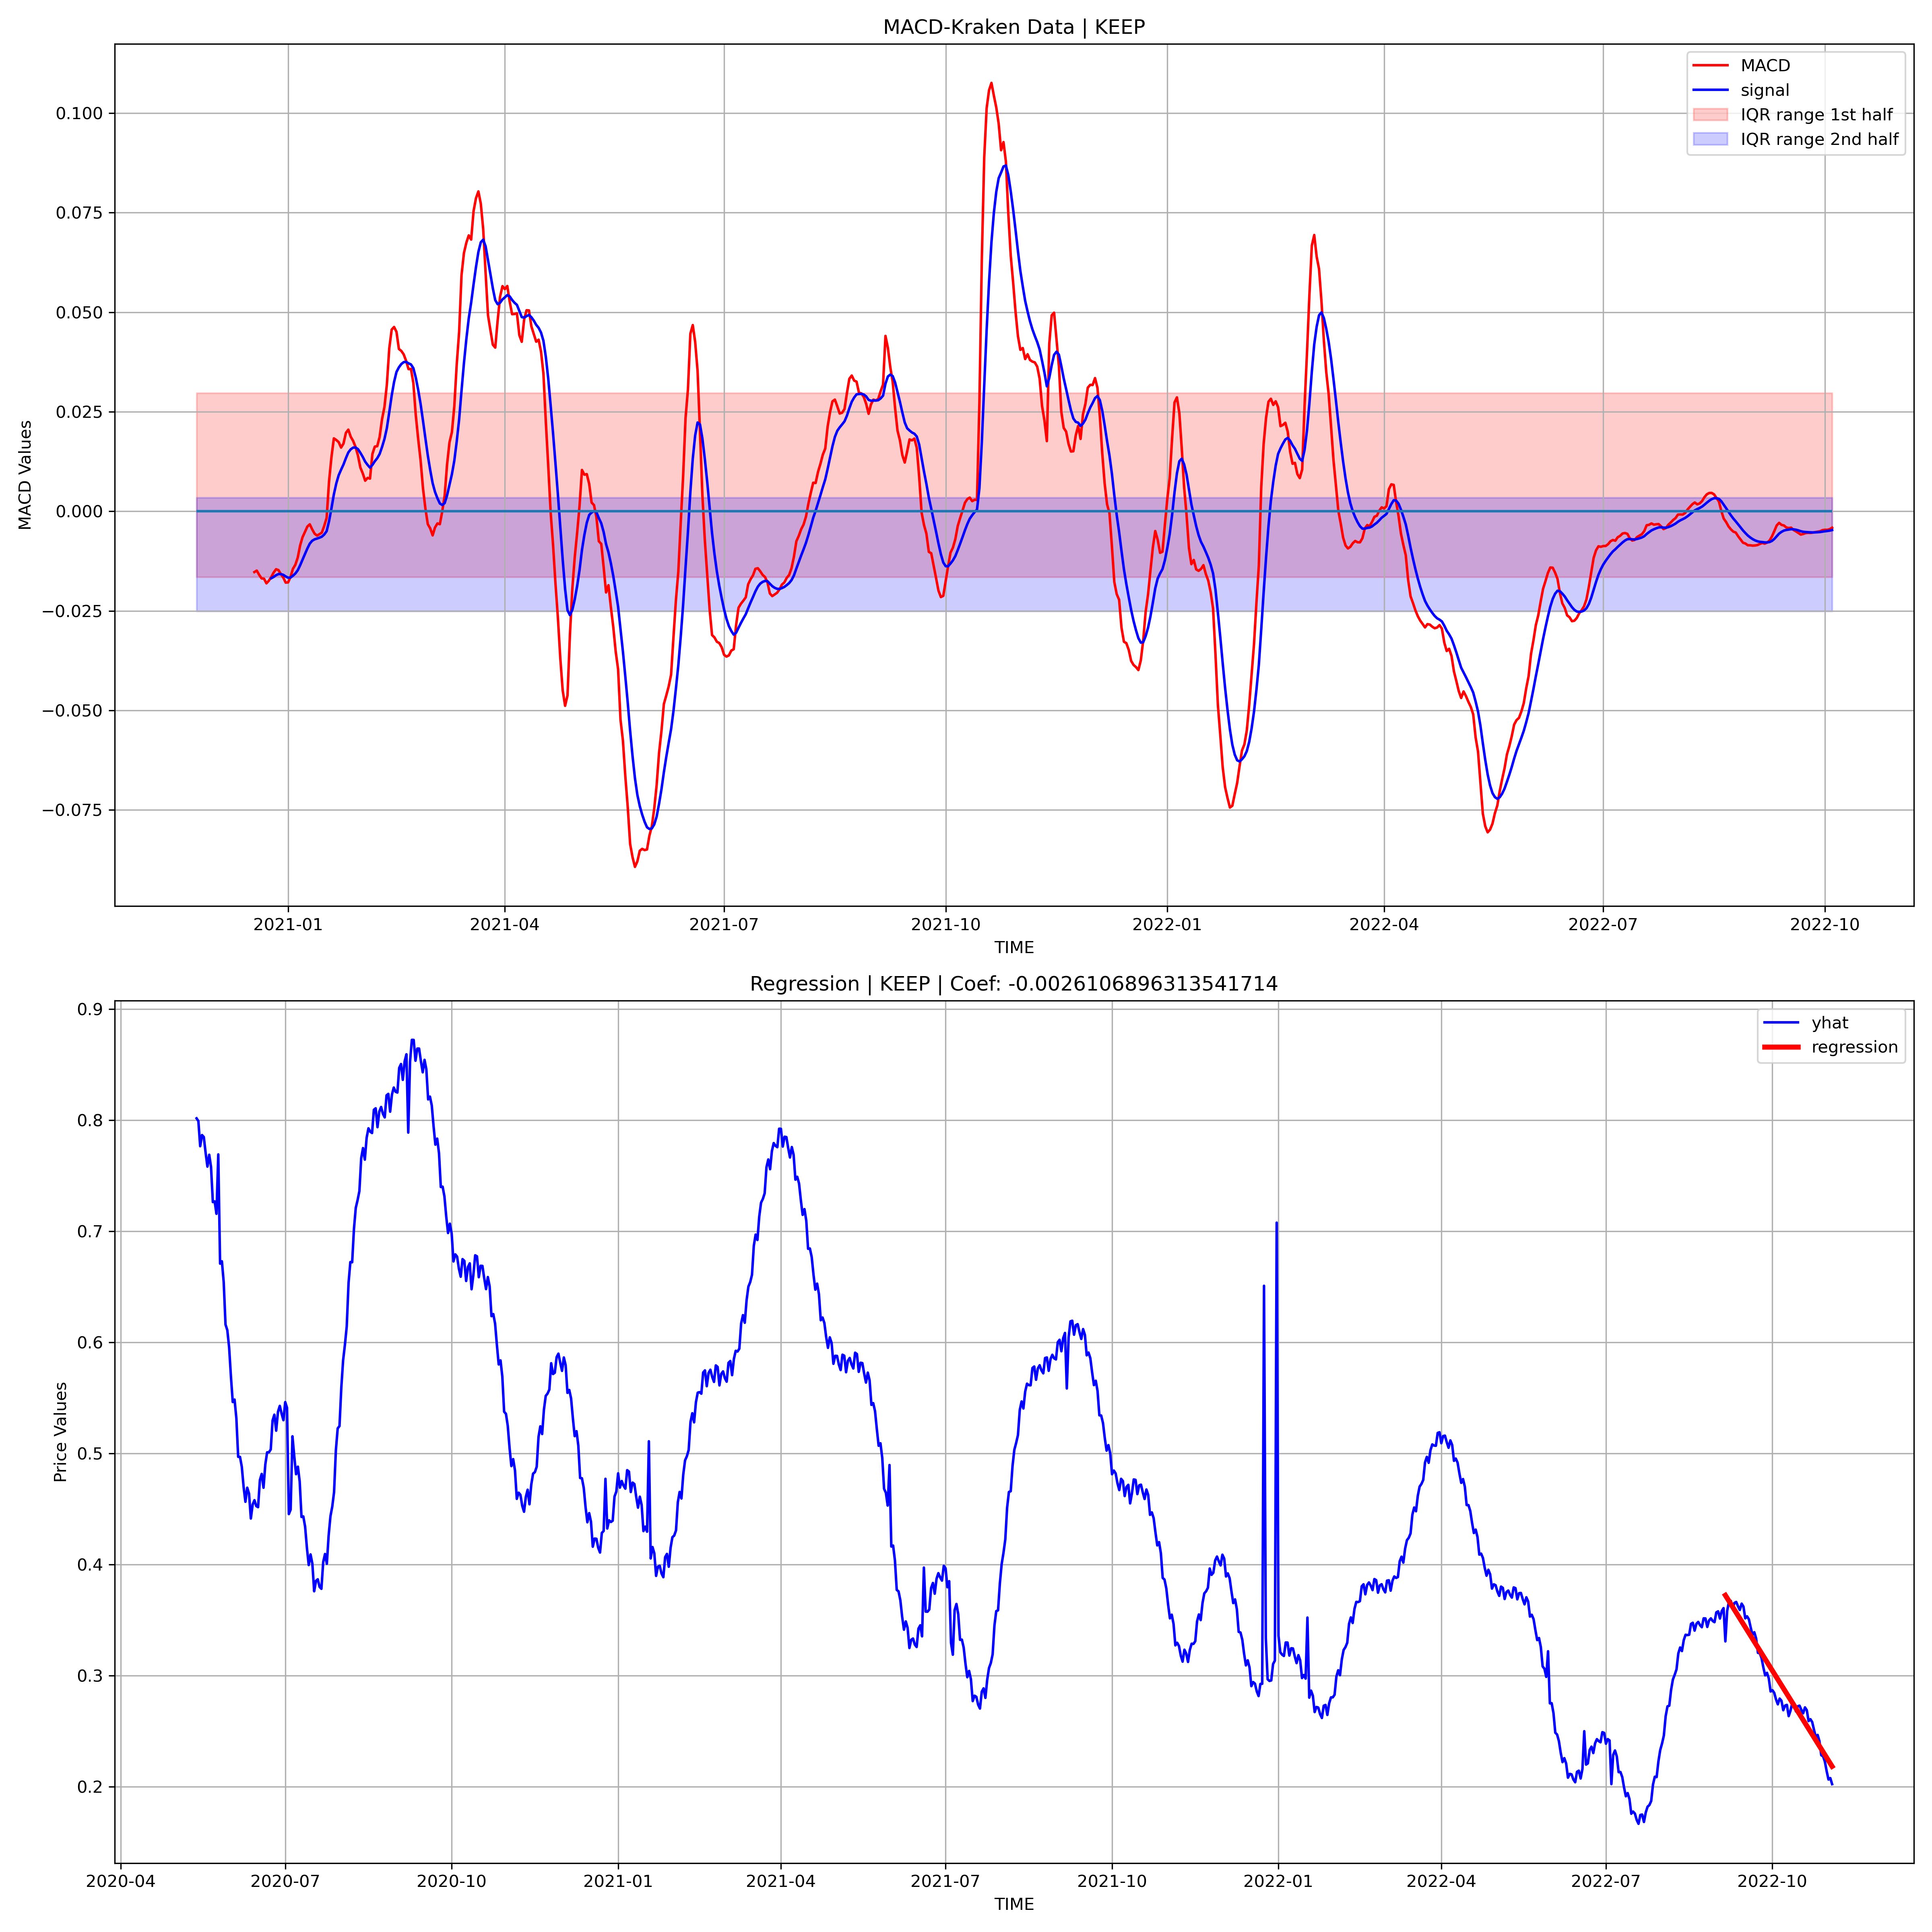 MACD-Kraken Data | KEEP
MACD
signal
IQR range 1st half
IQR range 2nd half
0.100
0.075
0.050
0.025
0.000
−0.025
−0.050
−0.075
MACD Values
2021-01 2021-04 2021-07 2021-10 2022-01 2022-04 2022-07 2022-10
TIME
Regression | KEEP | Coef: -0.0026106896313541714
yhat
regression
0.9
0.8
0.7
0.6
0.5
0.4
0.3
0.2
Price Values
2020-04 2020-07 2020-10 2021-01 2021-04 2021-07 2021-10 2022-01 2022-04 2022-07 2022-10
TIME